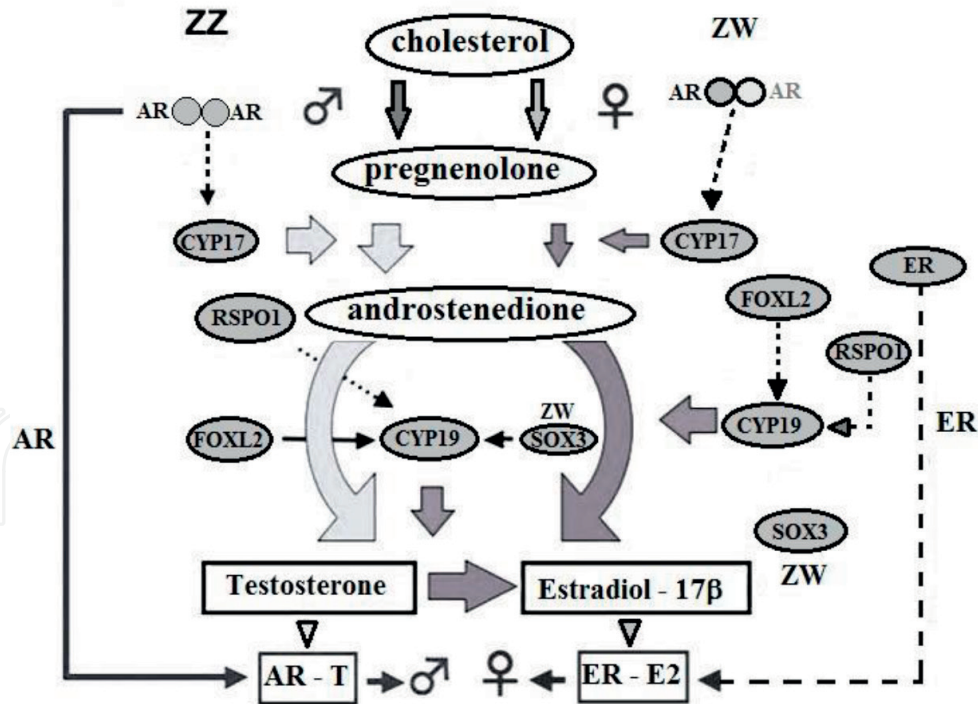 ZZ
cholesterol
ZW
AR
AR
♂
♀
AR
AR
pregnenolone
CYP17
CYP17
ER
FOXL2
RSPO1
androstenedione
RSPO1
AR
FOXL2
CYP19
ZW
SOX3
CYP19
ER
SOX3
ZW
Testosterone
Estradiol - 17β
AR - T
♂
♀
ER - E2